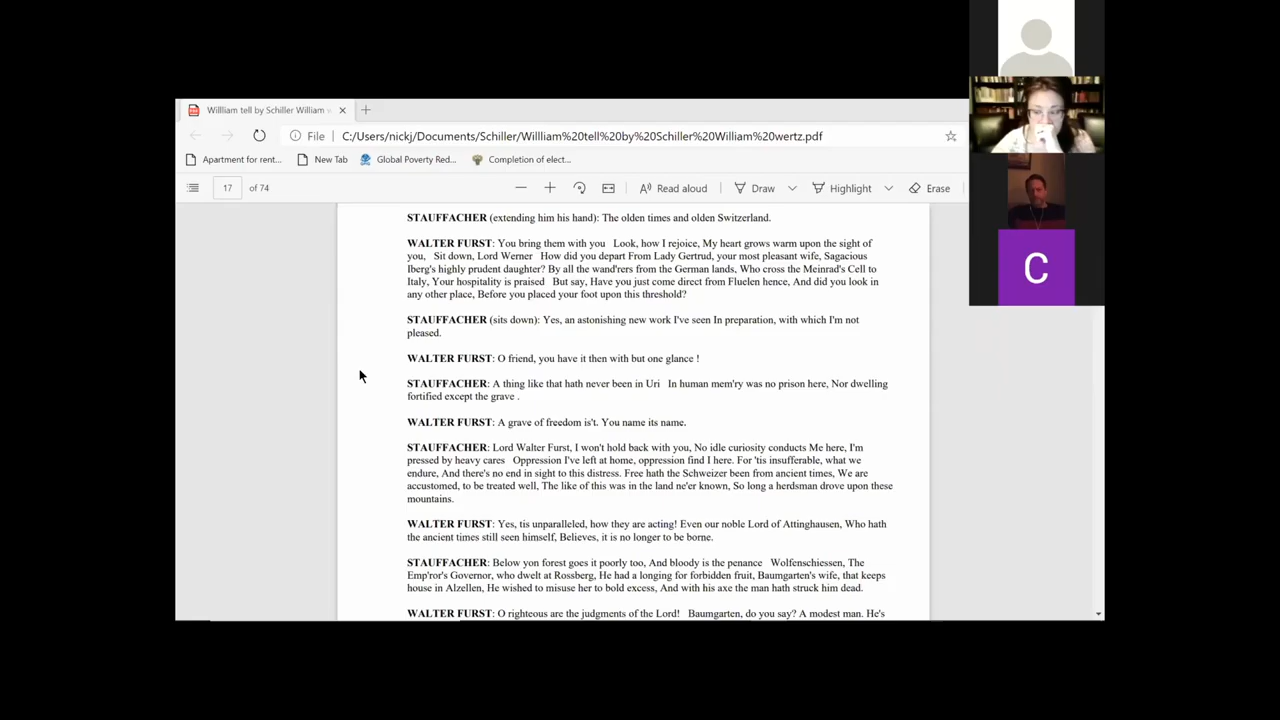 Willliam tell by Schiller William w
File
C:/Users/nickj/Documents/Schiller/Willliam%20tell%20by%20Schiller%20William%20wertz.pdf
Apartment for rent...
New Tab
Global Poverty Red...
Completion of elect...
17 of 74
Read aloud
Draw
Highlight
Erase
STAUFFACHER (extending him his hand): The olden times and olden Switzerland.
WALTER FURST: You bring them with you Look, how I rejoice, My heart grows warm upon the sight of
you, Sit down, Lord Werner How did you depart From Lady Gertrud, your most pleasant wife, Sagacious
Iberg's highly prudent daughter? By all the wand'rers from the German lands, Who cross the Meinrad's Cell to
Italy, Your hospitality is praised But say, Have you just come direct from Fluelen hence, And did you look in
any other place, Before you placed your foot upon this threshold?
STAUFFACHER (sits down): Yes, an astonishing new work I've seen In preparation, with which I'm not
pleased.
WALTER FURST: O friend, you have it then with but one glance !
STAUFFACHER: A thing like that hath never been in Uri In human mem'ry was no prison here, Nor dwelling
fortified except the grave .
WALTER FURST: A grave of freedom is't. You name its name.
STAUFFACHER: Lord Walter Furst, I won't hold back with you, No idle curiosity conducts Me here, I'm
pressed by heavy cares Oppression I've left at home, oppression find I here. For 'tis insufferable, what we
endure, And there's no end in sight to this distress. Free hath the Schweizer been from ancient times, We are
accustomed, to be treated well, The like of this was in the land ne'er known, So long a herdsman drove upon these
mountains.
WALTER FURST: Yes, tis unparalleled, how they are acting! Even our noble Lord of Attinghausen, Who hath
the ancient times still seen himself, Believes, it is no longer to be borne.
STAUFFACHER: Below yon forest goes it poorly too, And bloody is the penance Wolfenschiessen, The
Emp'ror's Governor, who dwelt at Rossberg, He had a longing for forbidden fruit, Baumgarten's wife, that keeps
house in Alzellen, He wished to misuse her to bold excess, And with his axe the man hath struck him dead.
WALTER FURST: O righteous are the judgments of the Lord! Baumgarten, do you say? A modest man. He's
C